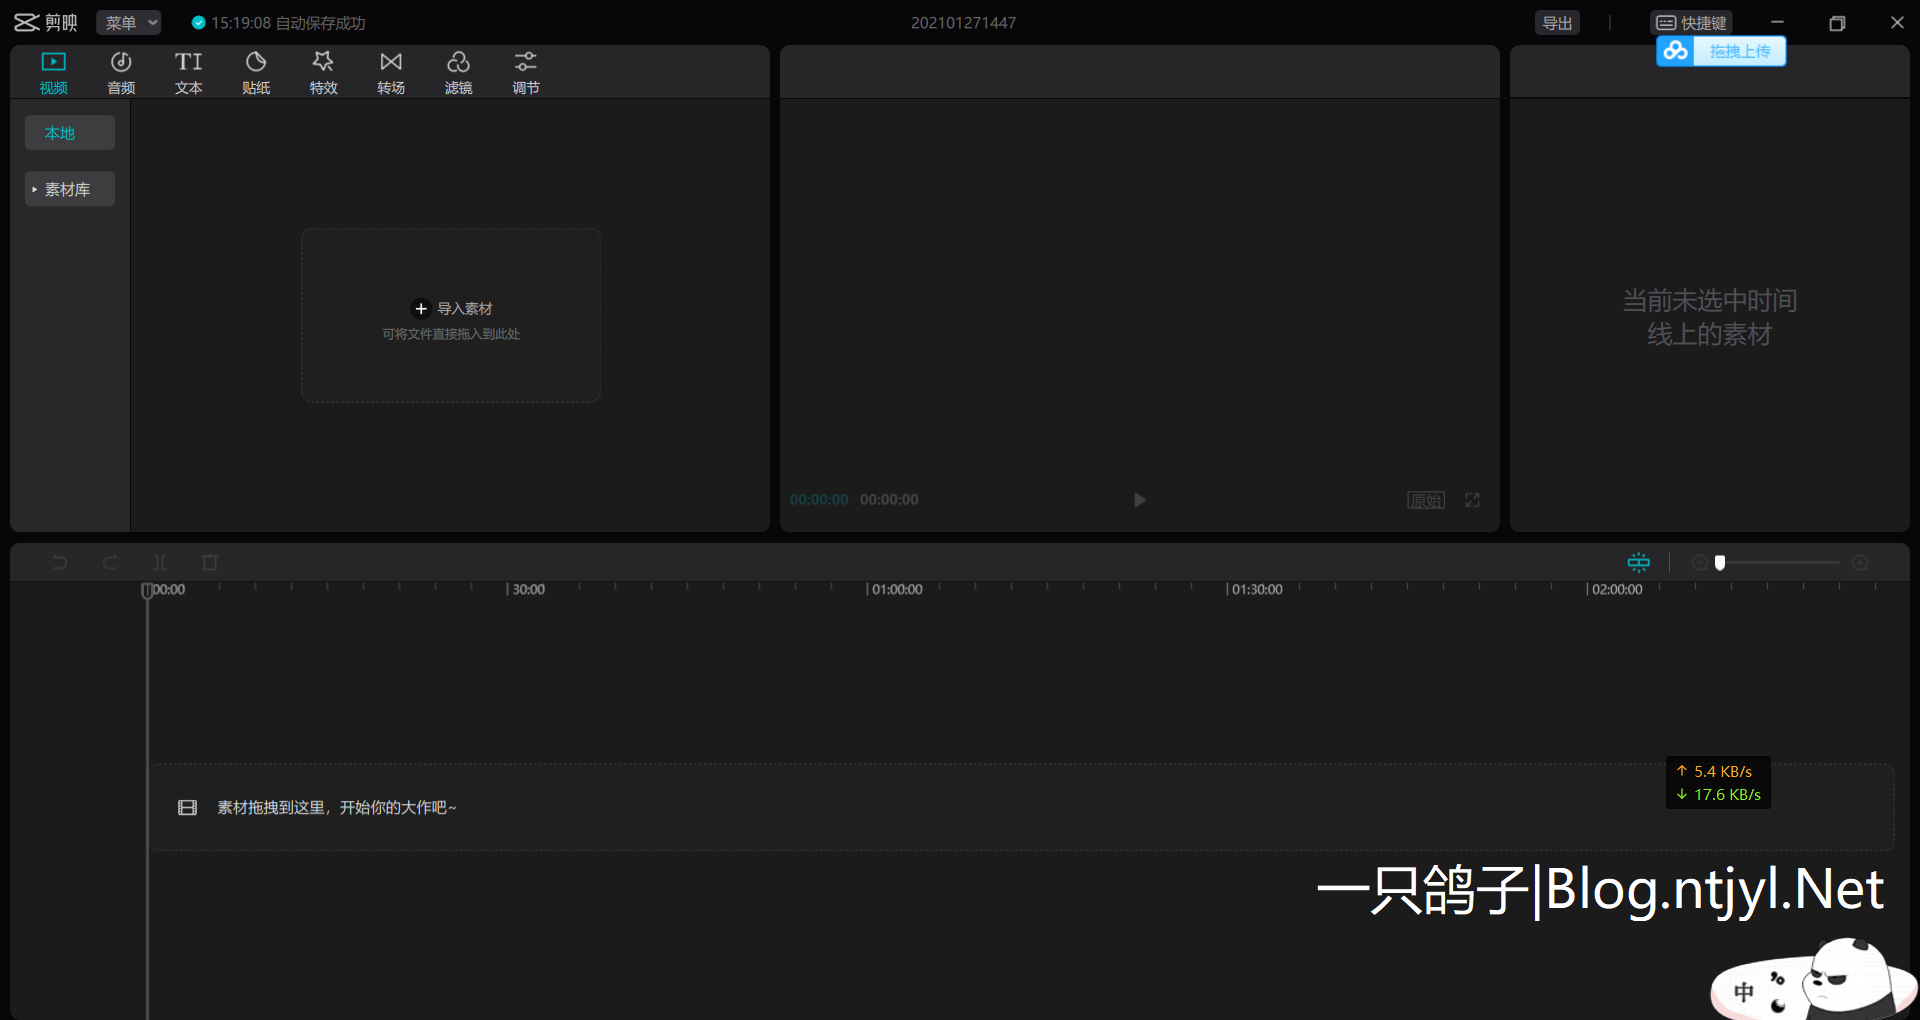 剪映
菜单
15:19:08 自动保存成功
202101271447
导出
快捷键
拖拽上传
视频
音频
TI
文本
贴纸
特效
转场
滤镜
调节
本地
素材库
导入素材
可将文件直接拖入到此处
00:00:00 00:00:00
原始
当前未选中时间
线上的素材
00:00
30:00
01:00:00
01:30:00
02:00:00
素材拖拽到这里，开始你的大作吧~
↑ 5.4 KB/s
↓ 17.6 KB/s
一只鸽子|Blog.ntjyl.Net
中